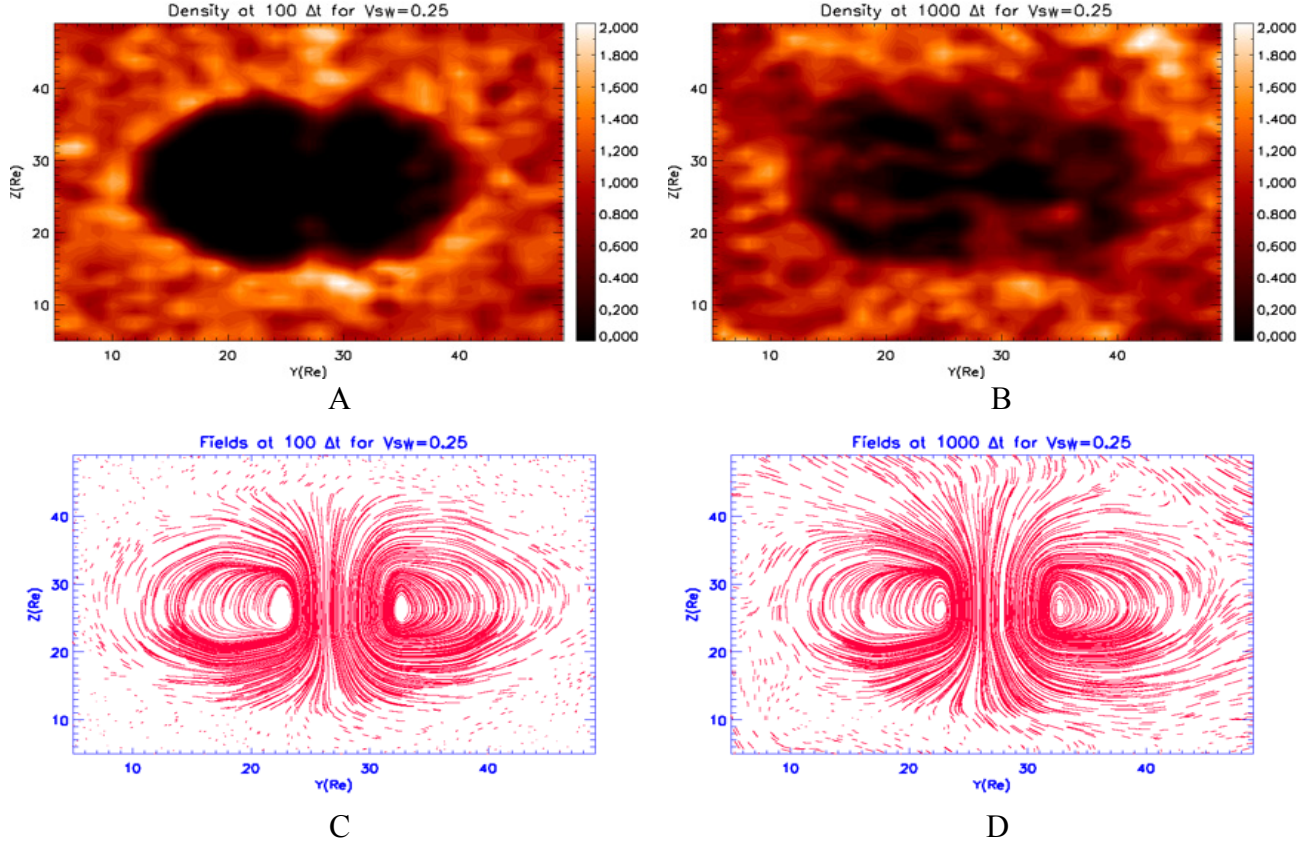 Density at 100 Δt for Vsw=0.25
2.000
1.800
1.600
1.400
1.200
1.000
0.800
0.600
0.400
0.200
0.000
40
30
20
10
Z(Re)
10 20 30 40
Y(Re)
A
Density at 1000 Δt for Vsw=0.25
2.000
1.800
1.600
1.400
1.200
1.000
0.800
0.600
0.400
0.200
0.000
40
30
20
10
Z(Re)
10 20 30 40
Y(Re)
B
Fields at 100 Δt for Vsw=0.25
40
30
20
10
Z(Re)
10 20 30 40
Y(Re)
C
Fields at 1000 Δt for Vsw=0.25
40
30
20
10
Z(Re)
10 20 30 40
Y(Re)
D